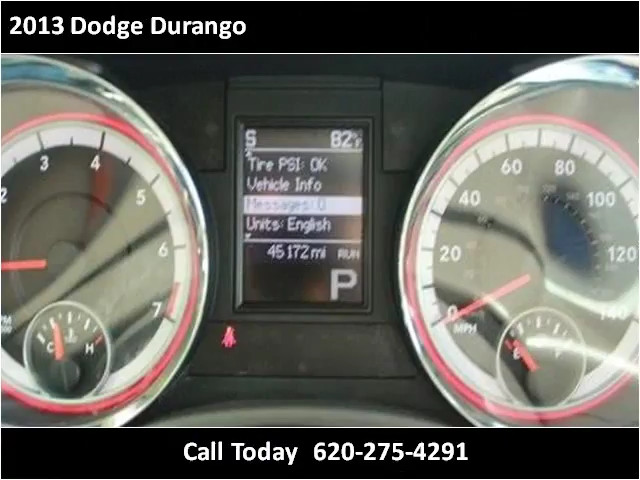 2013 Dodge Durango
S 82°F
Tire PSI: OK
Vehicle Info
Messages: 0
Units: English
45172 mi RUN
P
2 3 4 5 6 7
C H
0 20 40 60 80 100 120 140
MPH
E F
Call Today 620-275-4291